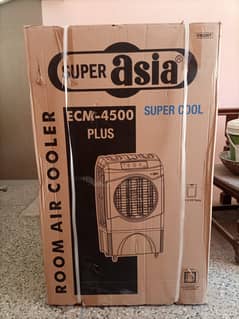 SUPER asia®
ECM-4500
PLUS
SUPER COOL
ROOM AIR COOLER